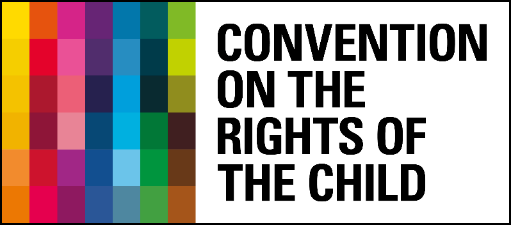 CONVENTION
ON THE
RIGHTS OF
THE CHILD